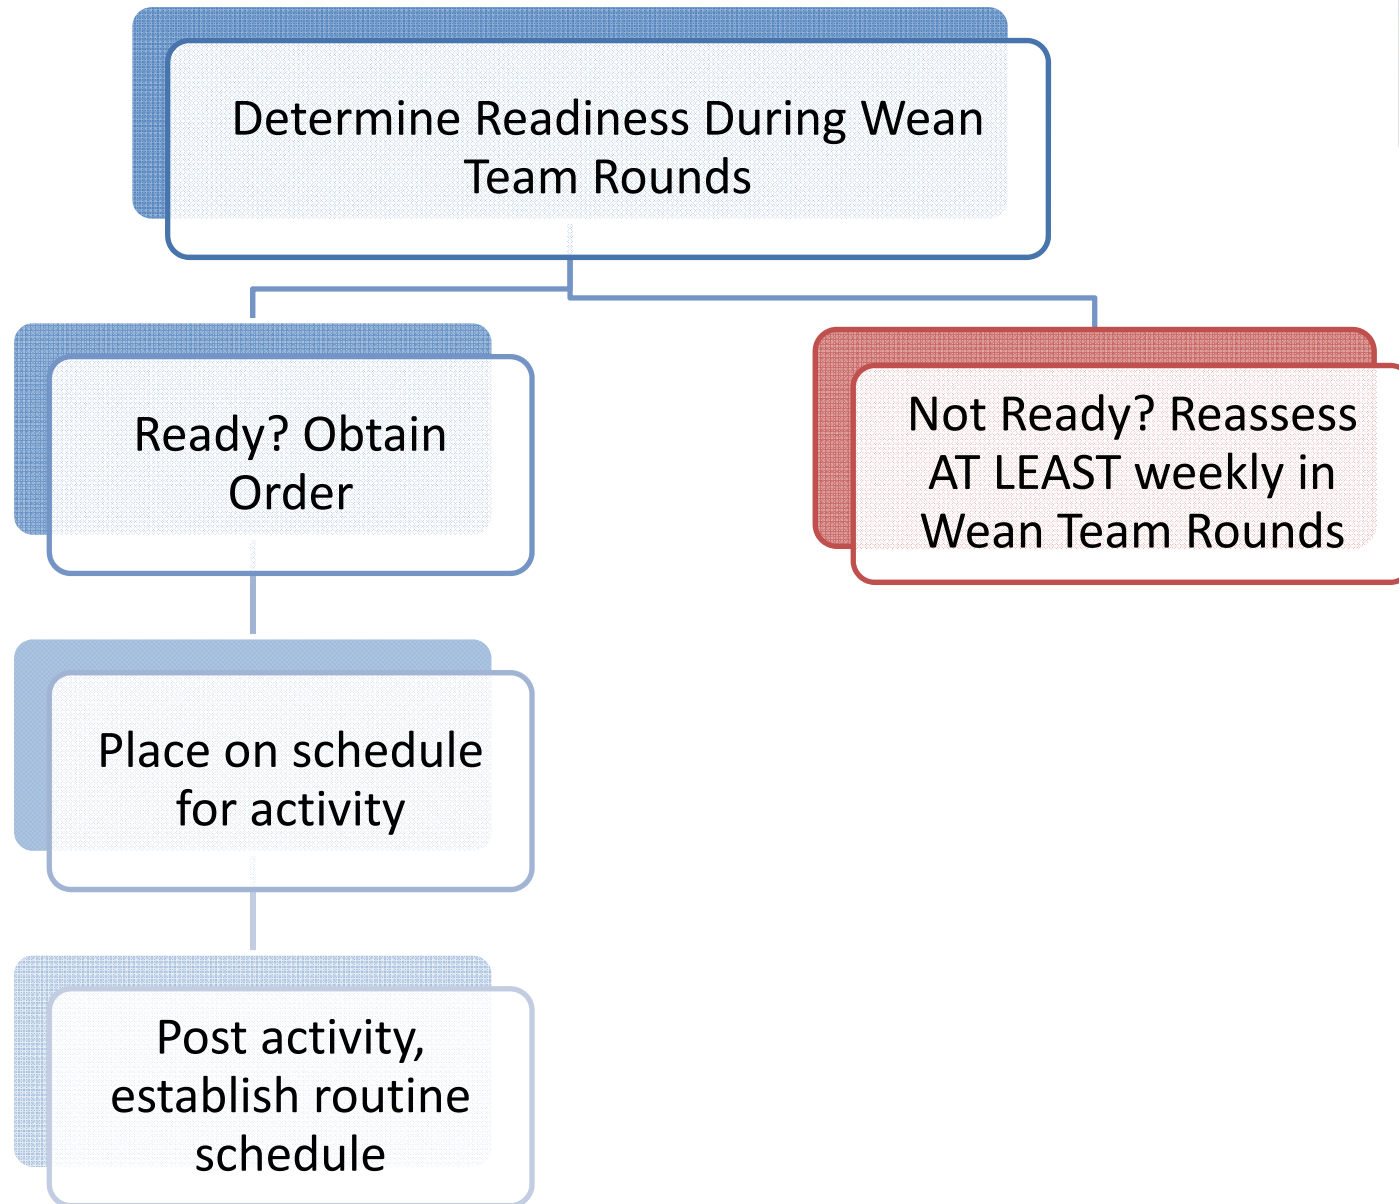 Determine Readiness During Wean
Team Rounds
Ready? Obtain
Order
Not Ready? Reassess
AT LEAST weekly in
Wean Team Rounds
Place on schedule
for activity
Post activity,
establish routine
schedule